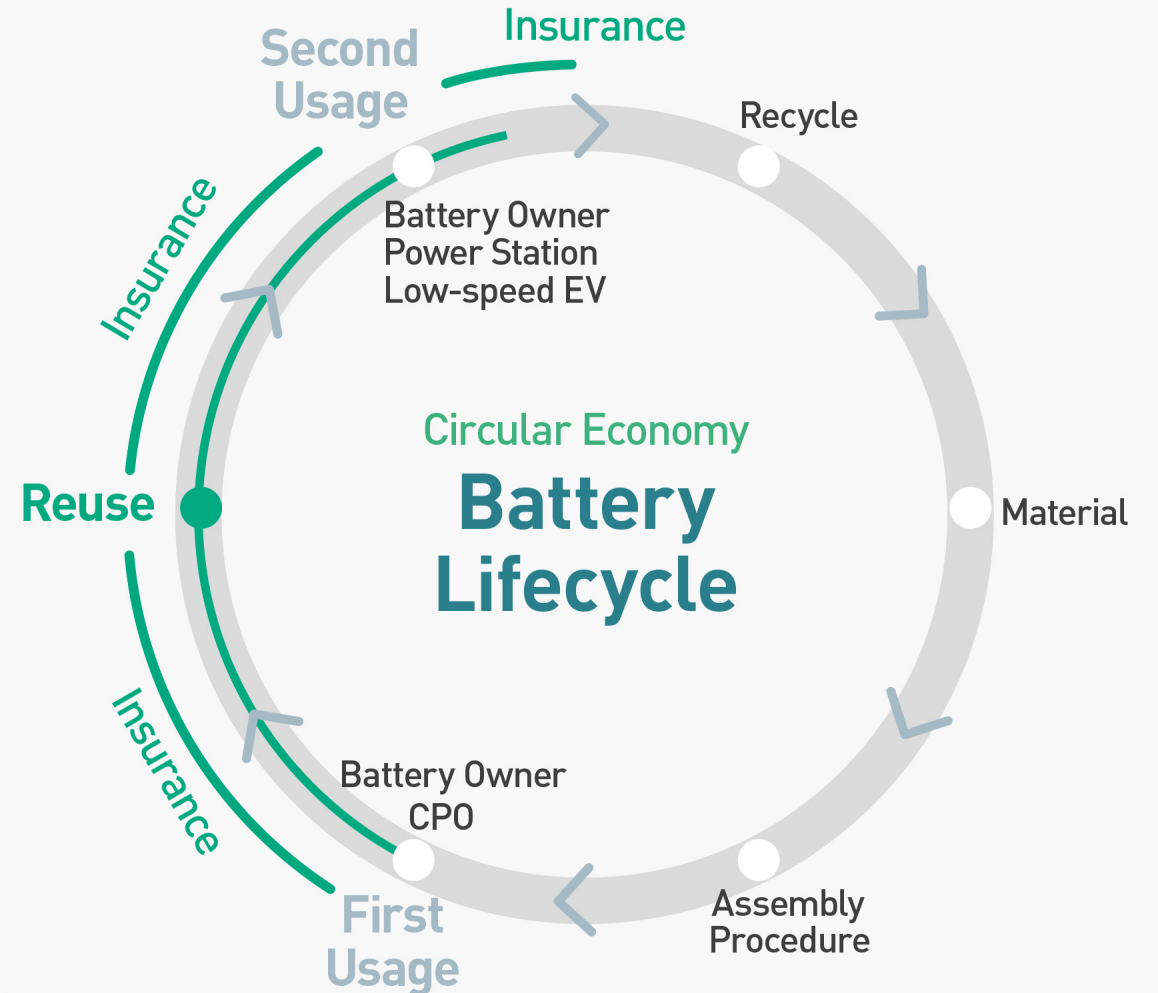 Insurance
Second
Usage
Recycle
Insurance
Battery Owner
Power Station
Low-speed EV
Circular Economy
Battery
Lifecycle
Reuse
Material
Insurance
Battery Owner
CPO
First
Usage
Assembly
Procedure